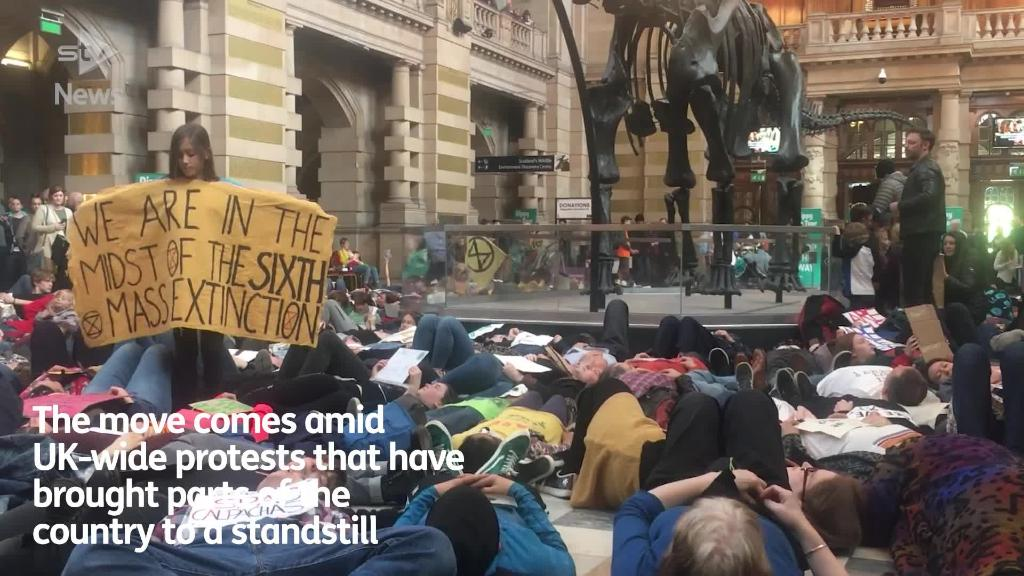 stv
News
WE ARE IN THE
MIDST OF THE SIXTH
MASS EXTINCTION
DONATIONS
The move comes amid
UK-wide protests that have
brought parts of the
country to a standstill